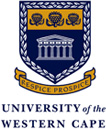 RESPICE PROSPICE
UNIVERSITY of the
WESTERN CAPE